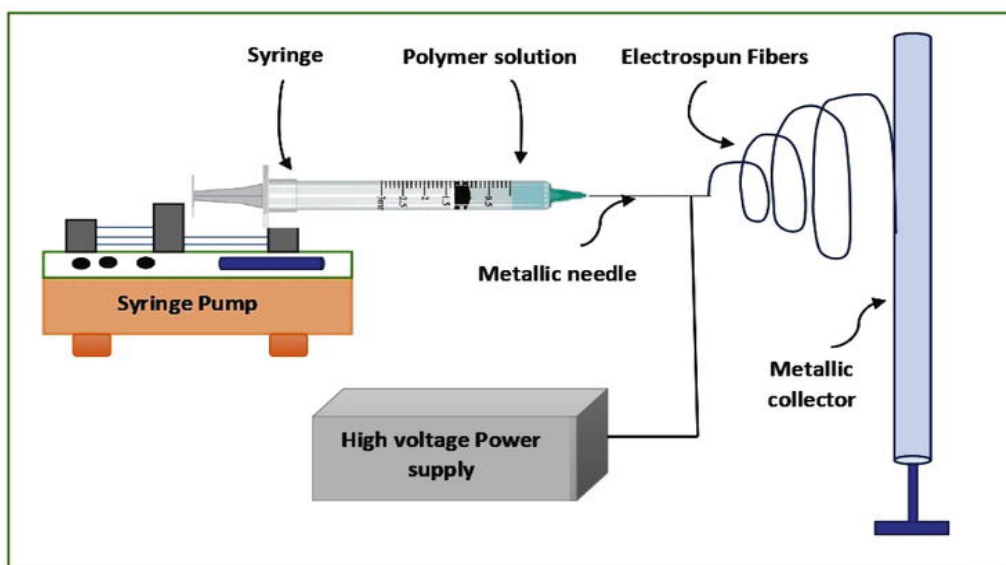 Syringe
Polymer solution
Electrospun Fibers
Metallic needle
Syringe Pump
Metallic
collector
High voltage Power
supply